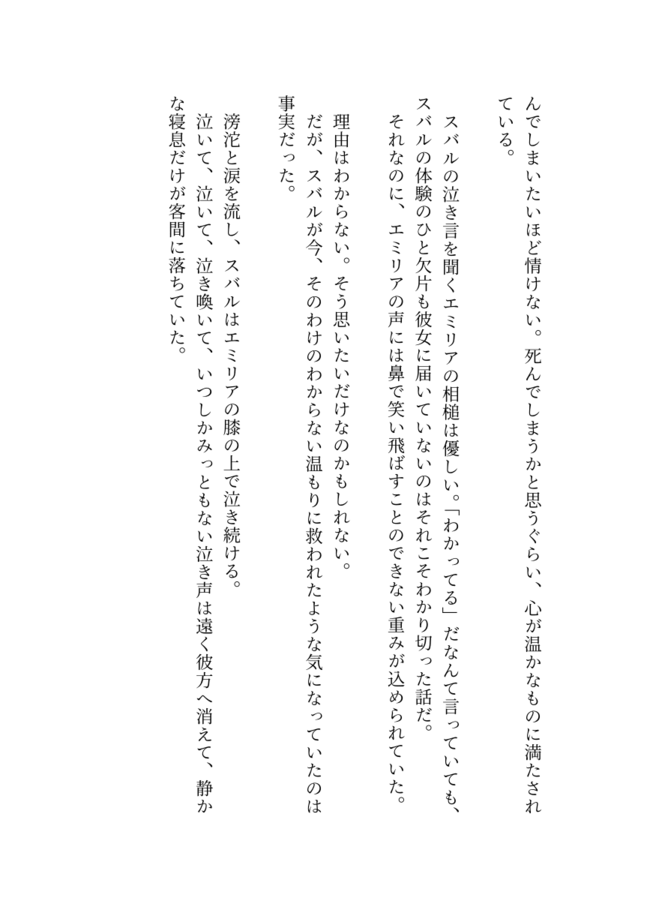 んでしまいたいほど情けない。死んでしまうかと思うぐらい、心が温かなものに満たされ
ている。
スバルの泣き言を聞くエミリアの相槌は優しい。「わかってる」だなんて言っていても、
スバルの体験のひと欠片も彼女に届いていないのはそれこそわかり切った話だ。
それなのに、エミリアの声には鼻で笑い飛ばすことのできない重みが込められていた。
理由はわからない。そう思いたいだけなのかもしれない。
だが、スバルが今、そのわけのわからない温もりに救われたような気になっていたのは
事実だった。
滂沱と涙を流し、スバルはエミリアの膝の上で泣き続ける。
泣いて、泣いて、泣き喚いて、いつしかみっともない泣き声は遠く彼方へ消えて、静か
な寝息だけが客間に落ちていた。